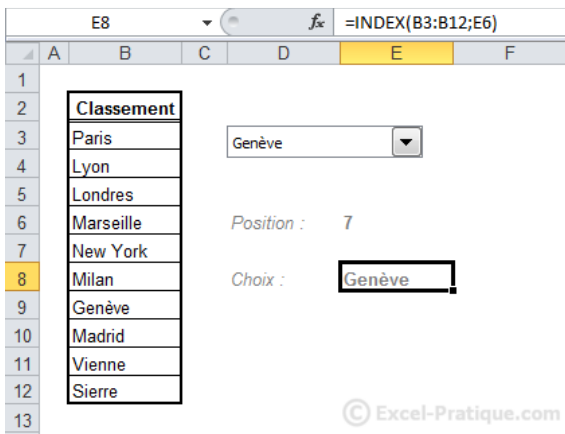 E8 fx =INDEX(B3:B12;E6)
A B C D E F
1
2 Classement
3 Paris Genève
4 Lyon
5 Londres
6 Marseille Position : 7
7 New York
8 Milan Choix : Genève
9 Genève
10 Madrid
11 Vienne
12 Sierre
13 © Excel-Pratique.com